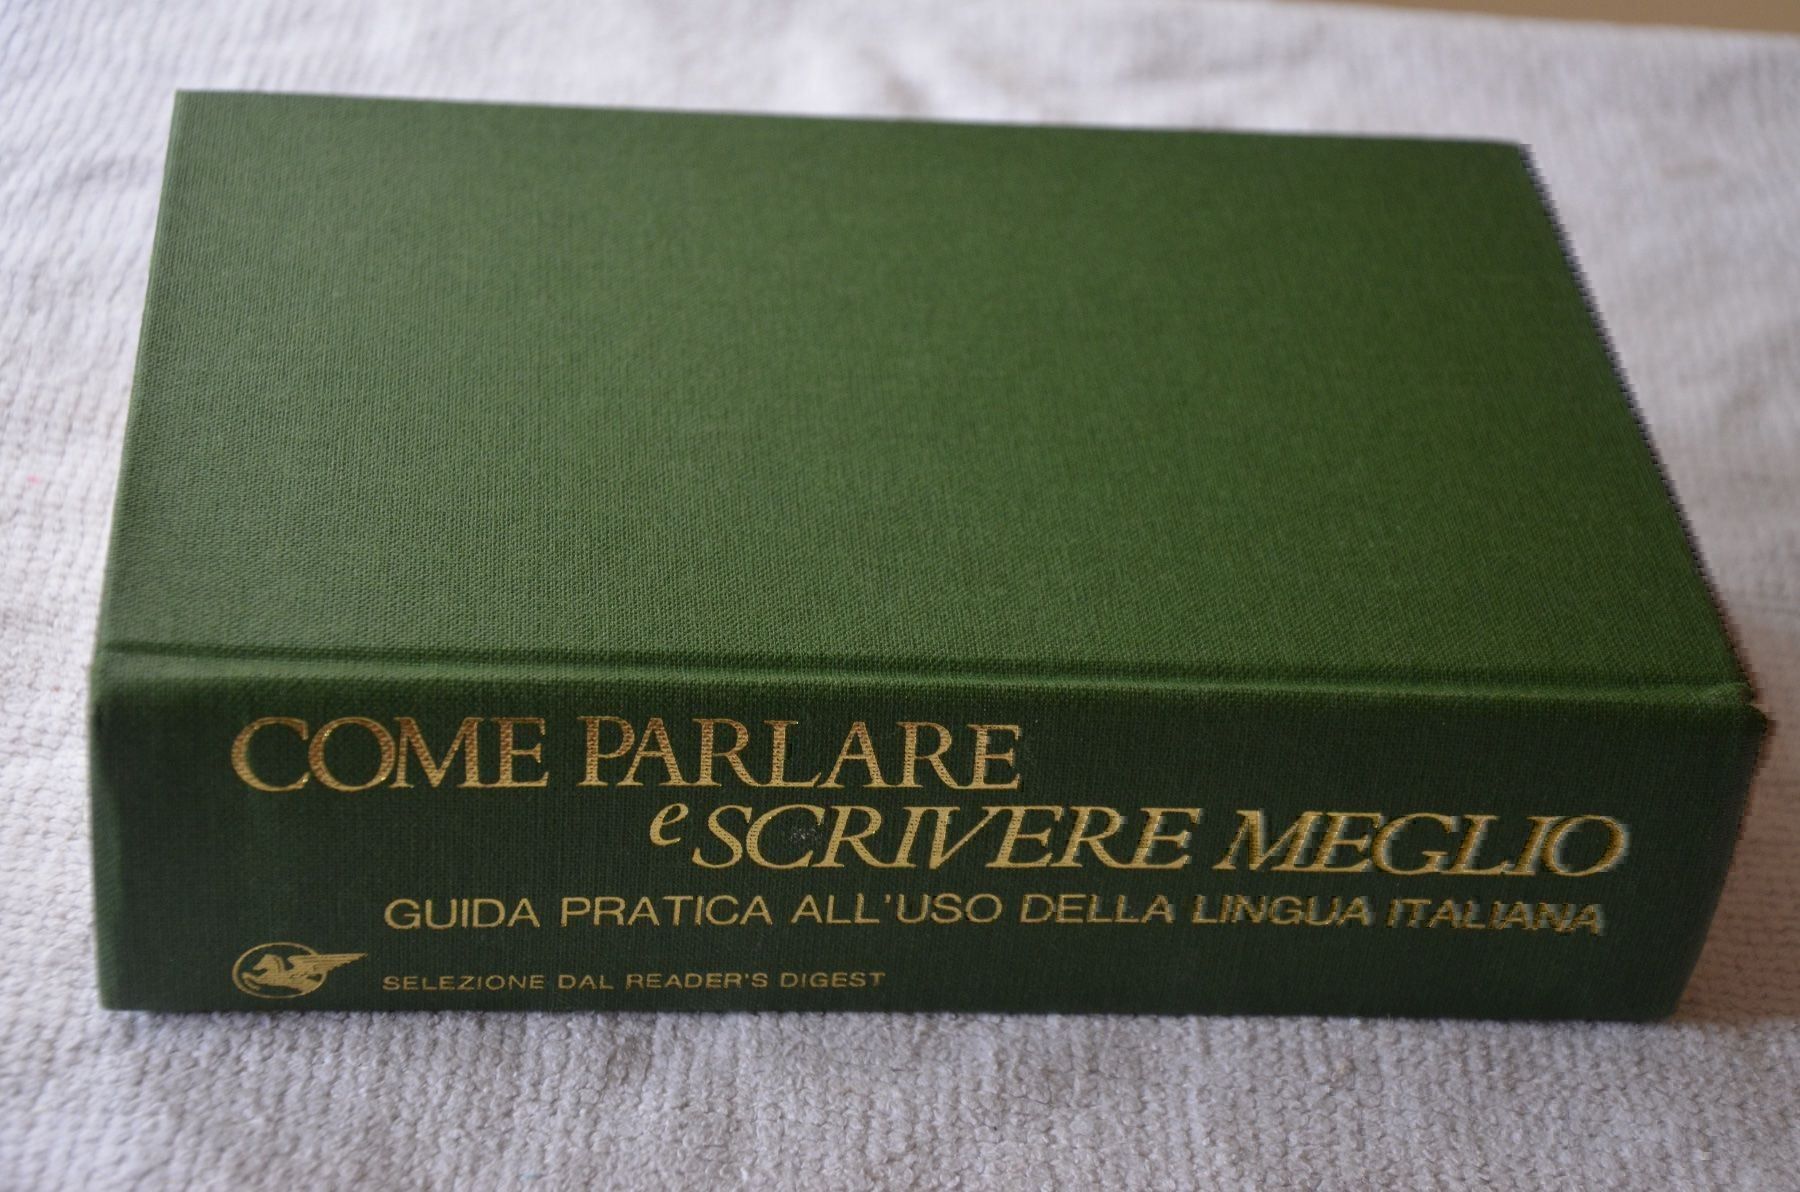 COME PARLARE
e SCRIVERE MEGLIO
GUIDA PRATICA ALL'USO DELLA LINGUA ITALIANA
SELEZIONE DAL READER'S DIGEST